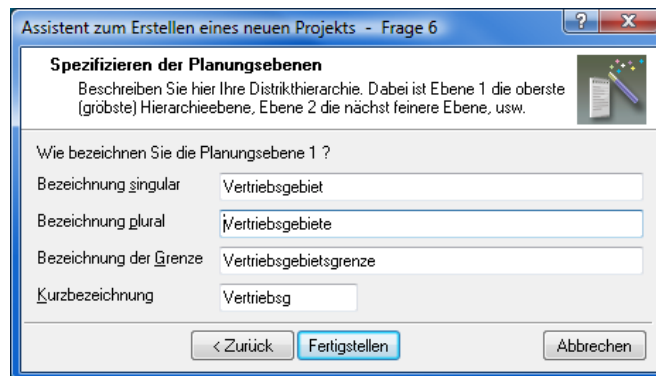 Assistent zum Erstellen eines neuen Projekts - Frage 6
Spezifizieren der Planungsebenen
Beschreiben Sie hier Ihre Distrikthierarchie. Dabei ist Ebene 1 die oberste
(gröbste) Hierarchieebene, Ebene 2 die nächst feinere Ebene, usw.
Wie bezeichnen Sie die Planungsebene 1 ?
Bezeichnung singular Vertriebsgebiet
Bezeichnung plural Vertriebsgebiete
Bezeichnung der Grenze Vertriebsgebietsgrenze
Kurzbezeichnung Vertriebsg
< Zurück Fertigstellen Abbrechen